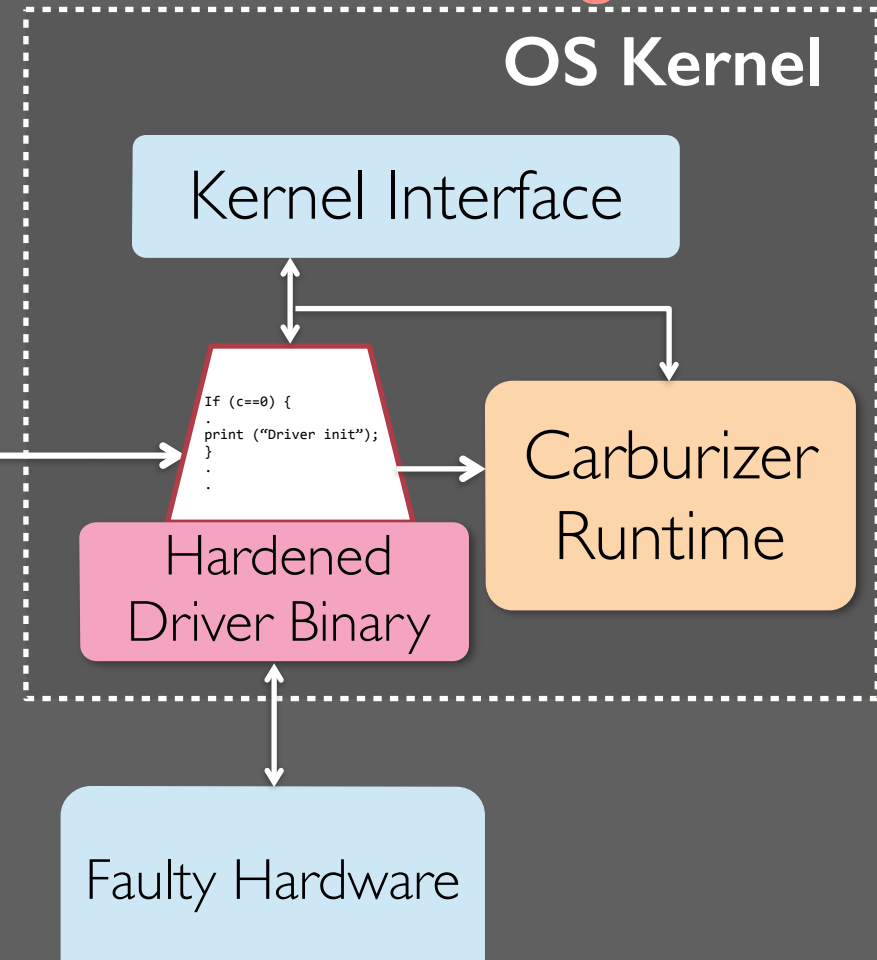 OS Kernel
Kernel Interface
If (c==0) {
.
print (“Driver init”);
}
.
.
Carburizer
Runtime
Hardened
Driver Binary
Faulty Hardware